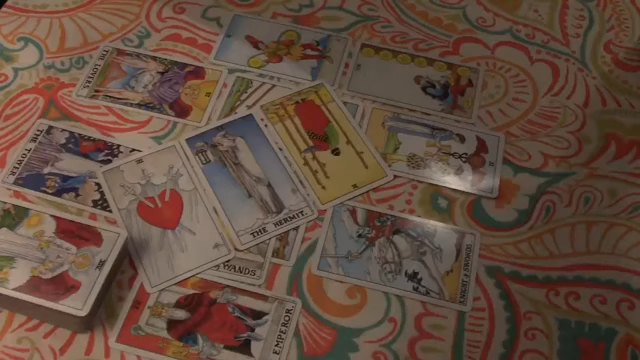 THE LOVERS.
THE TOWER.
THE HERMIT.
WANDS
KNIGHT of SWORDS.
EMPEROR.